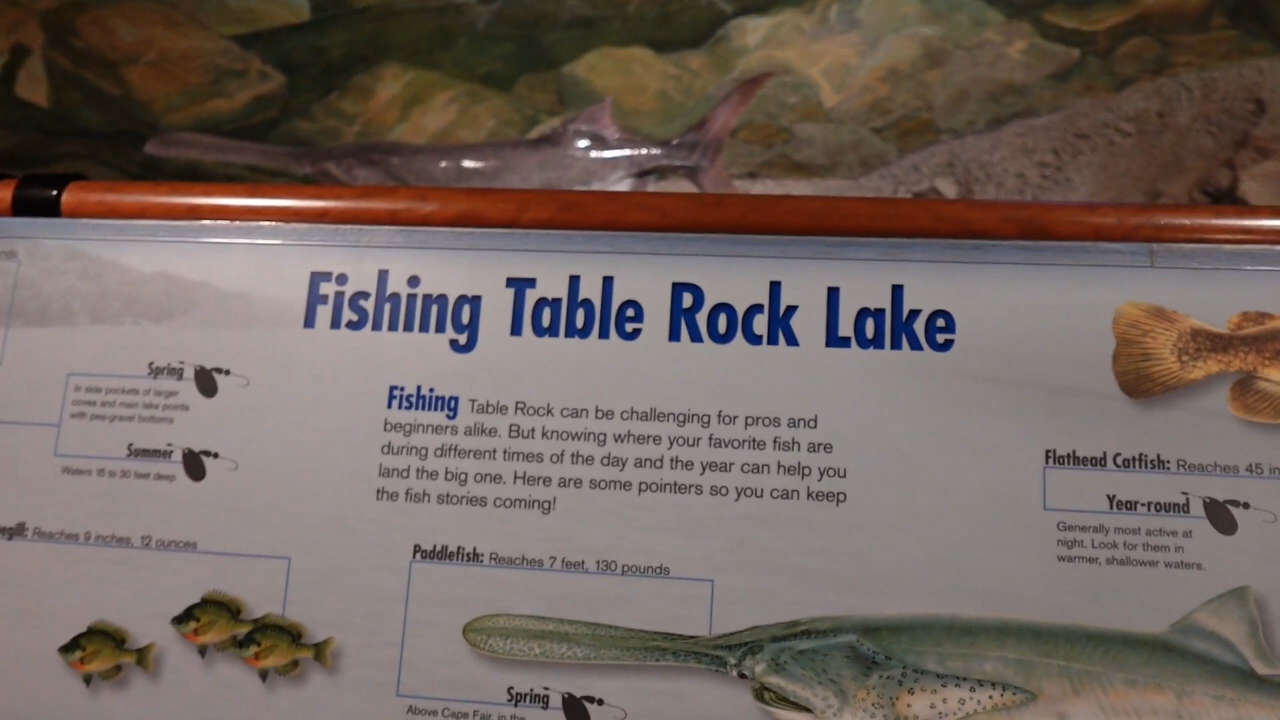 Fishing Table Rock Lake
Spring
In side pockets of larger
coves and main lake points
with pea-gravel bottoms
Summer
Waters 15 to 30 feet deep
Fishing Table Rock can be challenging for pros and
beginners alike. But knowing where your favorite fish are
during different times of the day and the year can help you
land the big one. Here are some pointers so you can keep
the fish stories coming!
Flathead Catfish: Reaches 45 in
Year-round
Generally most active at
night. Look for them in
warmer, shallower waters.
Reaches 9 inches, 12 ounces
Paddlefish: Reaches 7 feet, 130 pounds
Spring
Above Cape Fair, in the